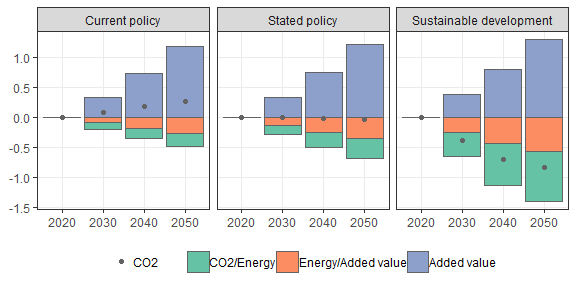 Current policy
Stated policy
Sustainable development
1.0
0.5
0.0
-0.5
-1.0
-1.5
2020 2030 2040 2050
2020 2030 2040 2050
2020 2030 2040 2050
CO2 CO2/Energy Energy/Added value Added value